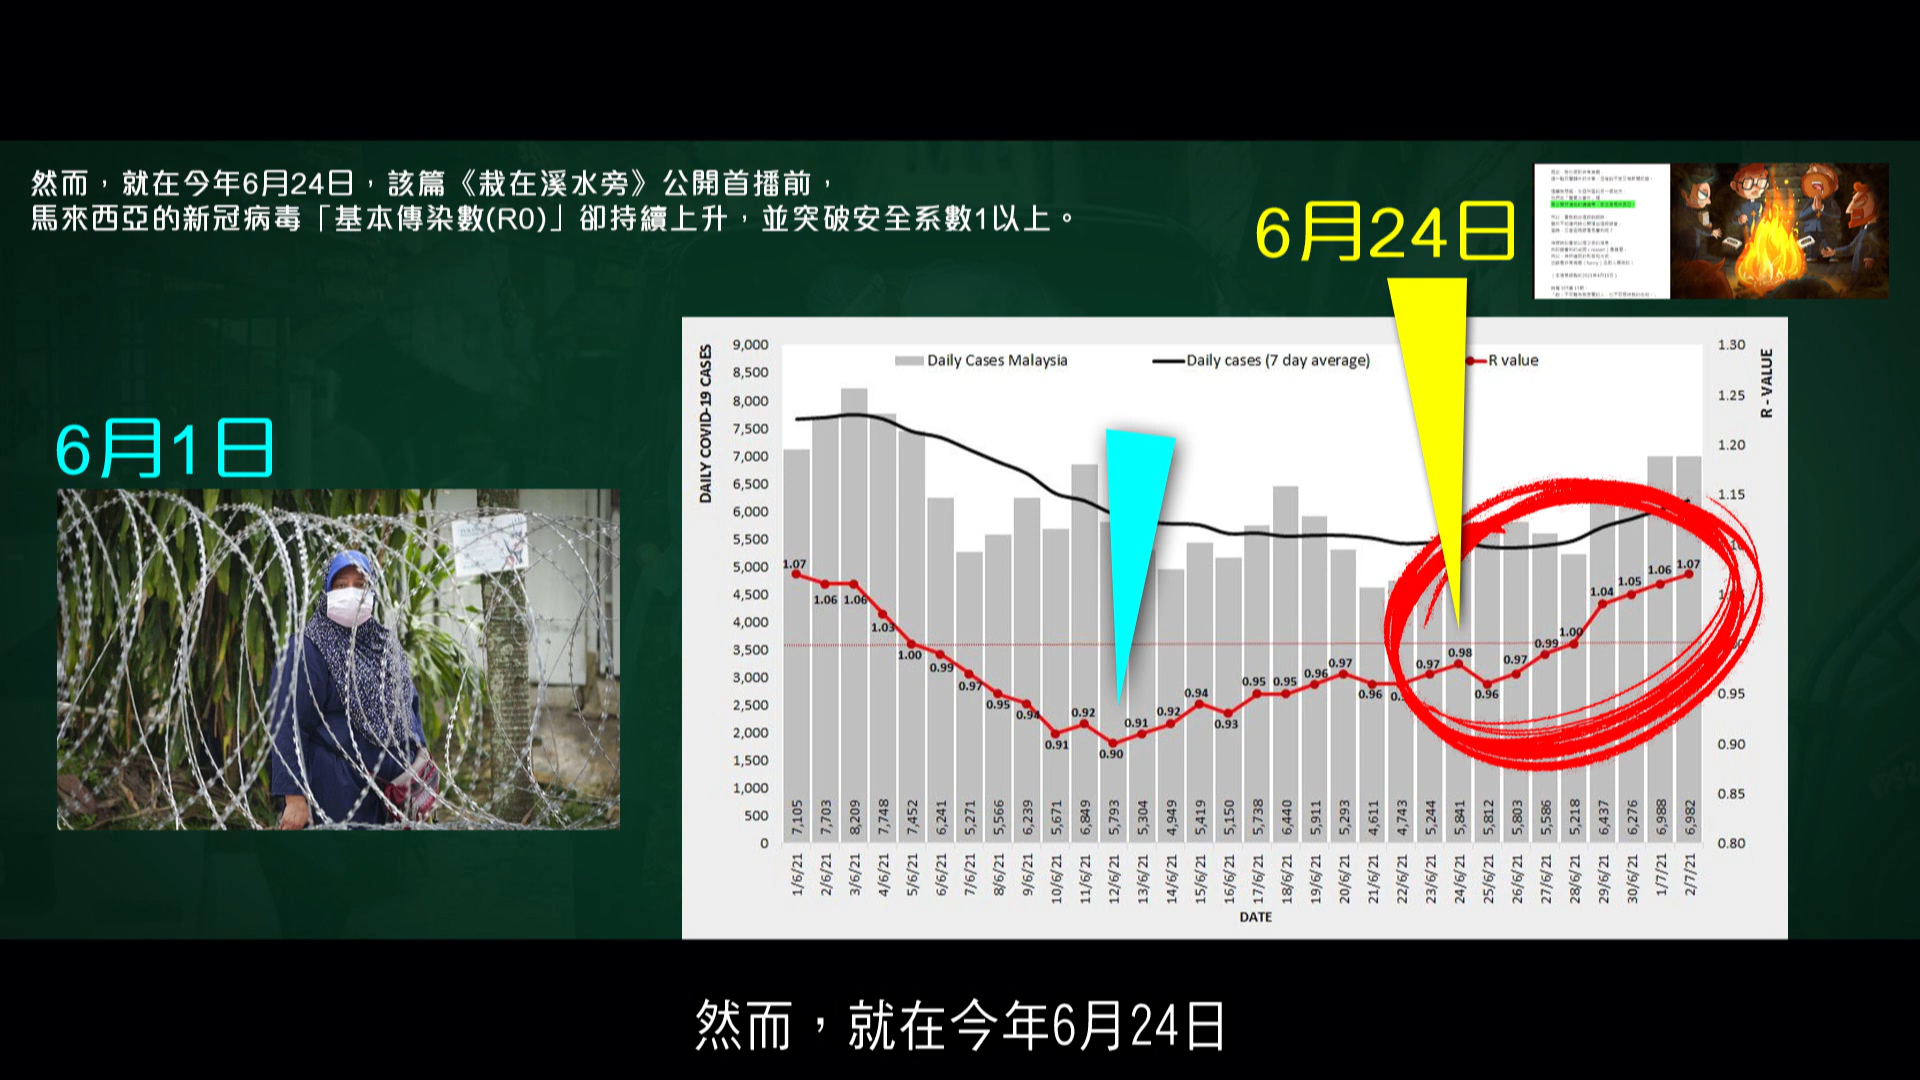 然而，就在今年6月24日，該篇《栽在溪水旁》公開首播前，
馬來西亞的新冠病毒「基本傳染數(R0)」卻持續上升，並突破安全系數1以上。
6月24日
6月1日
Daily Cases Malaysia
Daily cases (7 day average)
R value
DAILY COVID-19 CASES
R - VALUE
9,000
8,500
8,000
7,500
7,000
6,500
6,000
5,500
5,000
4,500
4,000
3,500
3,000
2,500
2,000
1,500
1,000
500
0
1.30
1.25
1.20
1.15
0.95
0.90
0.85
0.80
1.07 1.06 1.06 1.03 1.00 0.99 0.97 0.95 0.94 0.91 0.92 0.90 0.91 0.92 0.94 0.93 0.95 0.95 0.96 0.97 0.96 0.97 0.98 0.96 0.97 0.99 1.00 1.04 1.05 1.06 1.07
7,105 7,703 8,209 7,748 7,452 6,241 5,271 5,566 6,239 5,671 6,849 5,793 5,304 4,949 5,419 5,150 5,738 6,440 5,911 5,293 4,611 4,743 5,244 5,841 5,812 5,803 5,586 5,218 6,437 6,276 6,988 6,982
1/6/21 2/6/21 3/6/21 4/6/21 5/6/21 6/6/21 7/6/21 8/6/21 9/6/21 10/6/21 11/6/21 12/6/21 13/6/21 14/6/21 15/6/21 16/6/21 17/6/21 18/6/21 19/6/21 20/6/21 21/6/21 22/6/21 23/6/21 24/6/21 25/6/21 26/6/21 27/6/21 28/6/21 29/6/21 30/6/21 1/7/21 2/7/21
DATE
然而，就在今年6月24日